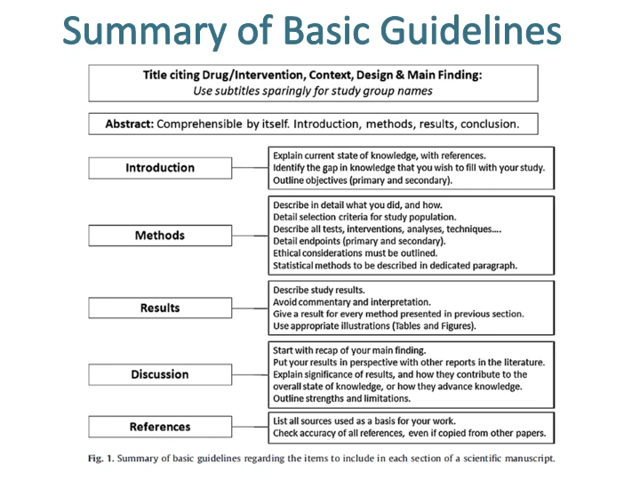 Summary of Basic Guidelines
Title citing Drug/Intervention, Context, Design & Main Finding:
Use subtitles sparingly for study group names
Abstract: Comprehensible by itself. Introduction, methods, results, conclusion.
Introduction
Explain current state of knowledge, with references.
Identify the gap in knowledge that you wish to fill with your study.
Outline objectives (primary and secondary).
Methods
Describe in detail what you did, and how.
Detail selection criteria for study population.
Describe all tests, interventions, analyses, techniques....
Detail endpoints (primary and secondary).
Ethical considerations must be outlined.
Statistical methods to be described in dedicated paragraph.
Results
Describe study results.
Avoid commentary and interpretation.
Give a result for every method presented in previous section.
Use appropriate illustrations (Tables and Figures).
Discussion
Start with recap of your main finding.
Put your results in perspective with other reports in the literature.
Explain significance of results, and how they contribute to the
overall state of knowledge, or how they advance knowledge.
Outline strengths and limitations.
References
List all sources used as a basis for your work.
Check accuracy of all references, even if copied from other papers.
Fig. 1. Summary of basic guidelines regarding the items to include in each section of a scientific manuscript.